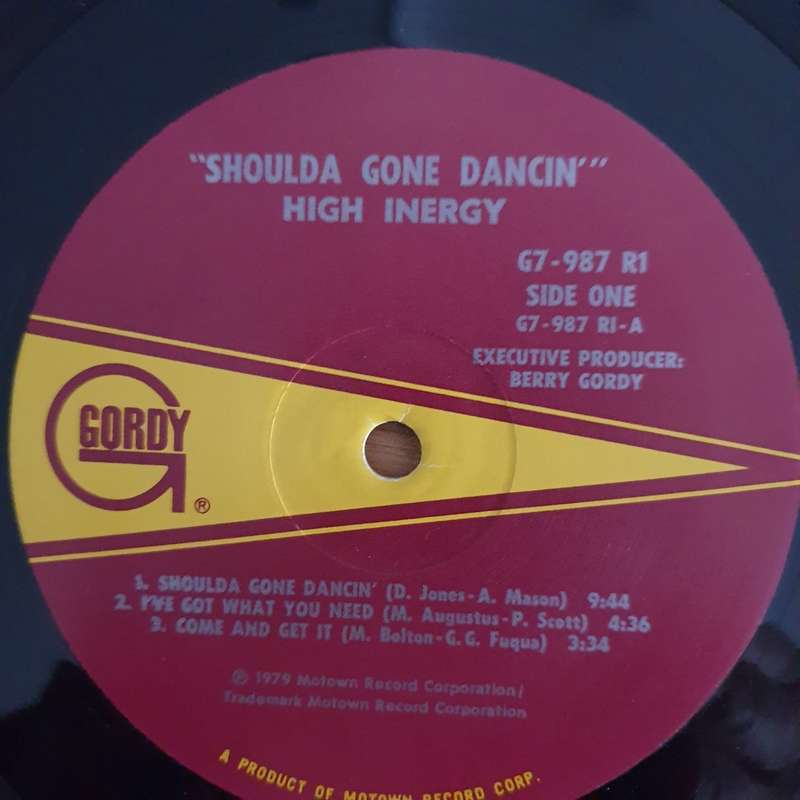 "SHOULDA GONE DANCIN'"
HIGH INERGY
G7-987 R1
SIDE ONE
G7-987 R1-A
EXECUTIVE PRODUCER:
BERRY GORDY
GORDY
®
1. SHOULDA GONE DANCIN' (D. Jones-A. Mason) 9:44
2. I'VE GOT WHAT YOU NEED (M. Augustus-P. Scott) 4:36
3. COME AND GET IT (M. Bolton-G.G. Fuqua) 3:34
℗ 1979 Motown Record Corporation/
Trademark Motown Record Corporation
A PRODUCT OF MOTOWN RECORD CORP.